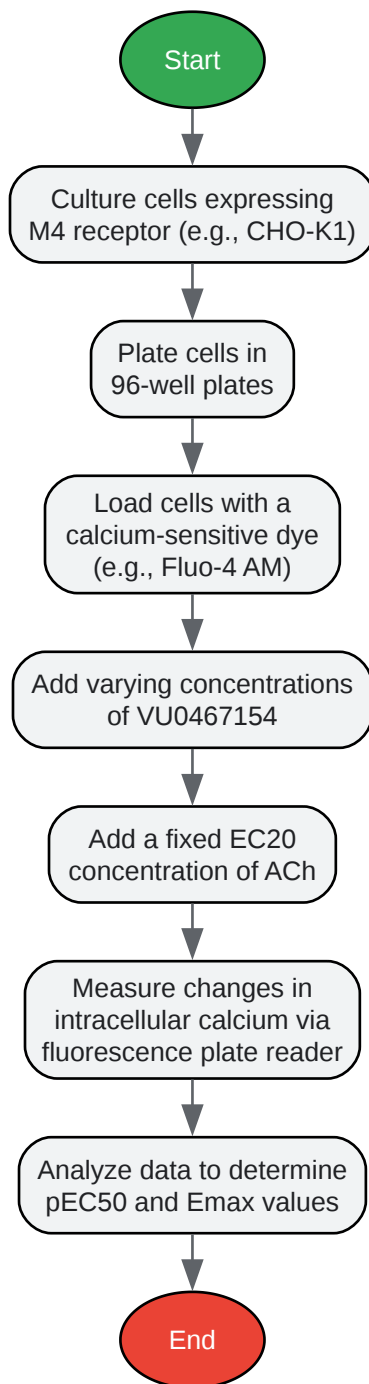 Start
Culture cells expressing
M4 receptor (e.g., CHO-K1)
Plate cells in
96-well plates
Load cells with a
calcium-sensitive dye
(e.g., Fluo-4 AM)
Add varying concentrations
of VU0467154
Add a fixed EC20
concentration of ACh
Measure changes in
intracellular calcium via
fluorescence plate reader
Analyze data to determine
pEC50 and Emax values
End